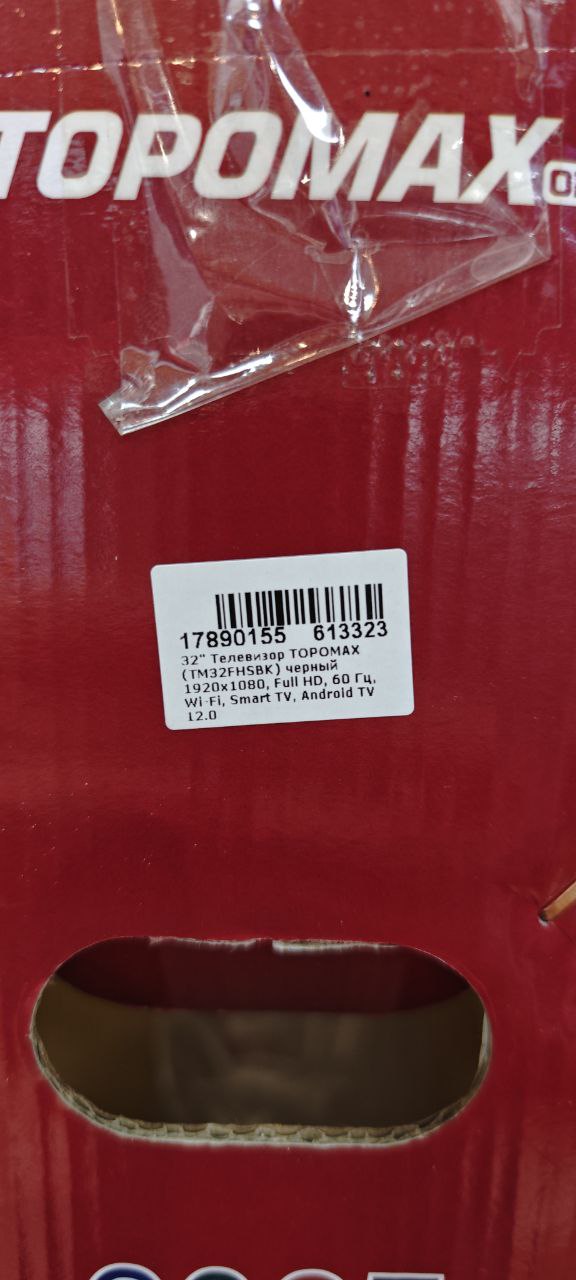 TOPOMAX
17890155 613323
32" Телевизор TOPOMAX
(TM32FHSBK) черный
1920x1080, Full HD, 60 Гц,
Wi-Fi, Smart TV, Android TV
12.0